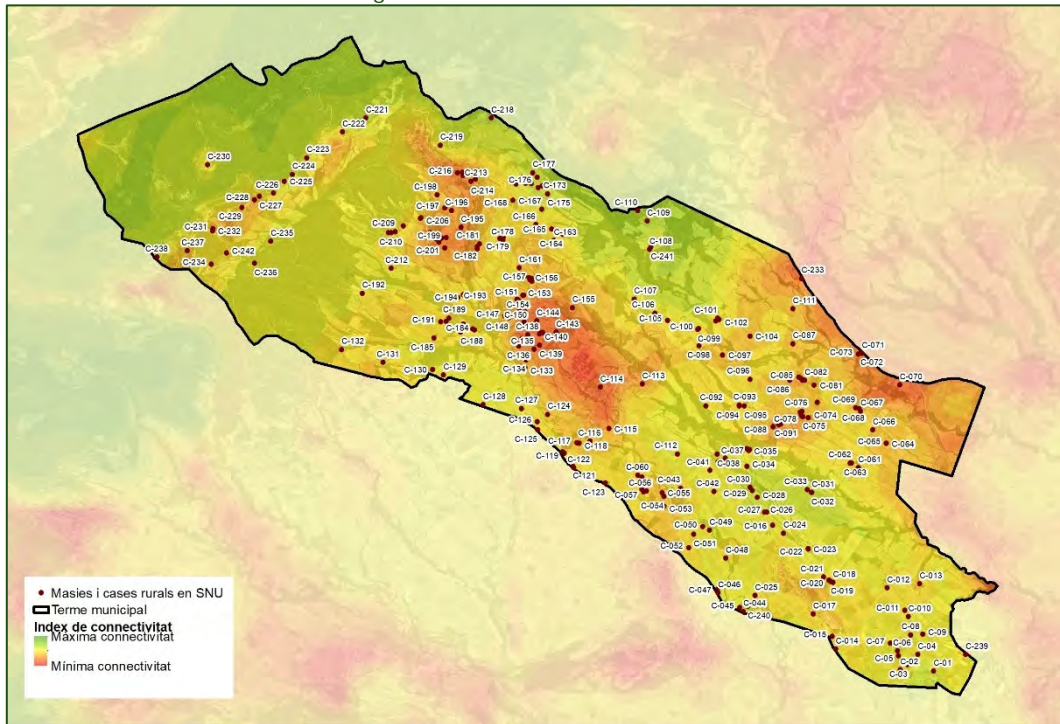 C-221
C-222
C-218
C-223
C-219
C-230
C-224
C-216
C-213
C-177
C-225
C-176
C-173
C-226
C-214
C-198
C-168
C-167
C-175
C-228
C-227
C-197
C-196
C-110
C-229
C-109
C-209
C-206
C-195
C-166
C-231
C-232
C-235
C-210
C-199
C-181
C-178
C-165
C-163
C-164
C-237
C-242
C-201
C-182
C-179
C-108
C-241
C-238
C-234
C-236
C-212
C-161
C-157
C-156
C-233
C-192
C-194
C-193
C-151
C-153
C-107
C-154
C-155
C-106
C-111
C-191
C-189
C-147
C-150
C-144
C-105
C-101
C-102
C-184
C-148
C-138
C-143
C-100
C-185
C-188
C-135
C-140
C-099
C-104
C-087
C-132
C-131
C-136
C-139
C-098
C-097
C-073
C-071
C-130
C-129
C-134
C-133
C-072
C-114
C-113
C-096
C-085
C-082
C-070
C-086
C-081
C-128
C-127
C-124
C-092
C-093
C-076
C-069
C-067
C-126
C-094
C-095
C-078
C-074
C-068
C-125
C-117
C-116
C-115
C-088
C-091
C-075
C-066
C-118
C-112
C-037
C-035
C-065
C-064
C-119
C-122
C-041
C-038
C-034
C-062
C-061
C-121
C-060
C-063
C-123
C-056
C-043
C-042
C-030
C-033
C-031
C-057
C-055
C-029
C-028
C-032
C-054
C-053
C-027
C-026
C-050
C-049
C-016
C-024
C-052
C-051
C-048
C-022
C-023
C-021
C-018
C-012
C-013
C-047
C-046
C-025
C-020
C-019
C-045
C-044
C-240
C-017
C-011
C-010
C-015
C-014
C-08
C-09
C-07
C-06
C-04
C-239
C-05
C-02
C-03
C-01
Masies i cases rurals en SNU
Terme municipal
Index de connectivitat
Màxima connectivitat
Mínima connectivitat